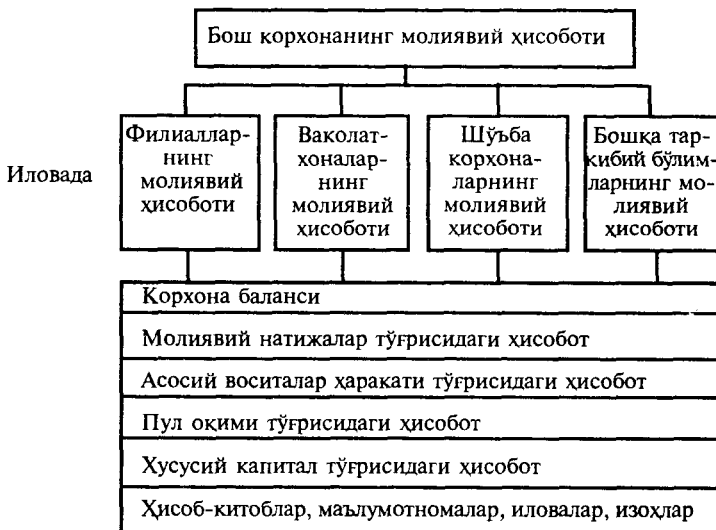 Бош корхонанинг молиявий ҳисоботи
Иловада
Филиаллар-
нинг
молиявий
ҳисоботи
Ваколат-
хоналар-
нинг
молиявий
ҳисоботи
Шўъба
корхона-
ларнинг
молиявий
ҳисоботи
Бошқа тар-
кибий бўлим-
ларнинг мо-
лиявий
ҳисоботи
Корхона баланси
Молиявий натижалар тўғрисидаги ҳисобот
Асосий воситалар ҳаракати тўғрисидаги ҳисобот
Пул оқими тўғрисидаги ҳисобот
Хусусий капитал тўғрисидаги ҳисобот
Ҳисоб-китоблар, маълумотномалар, иловалар, изоҳлар